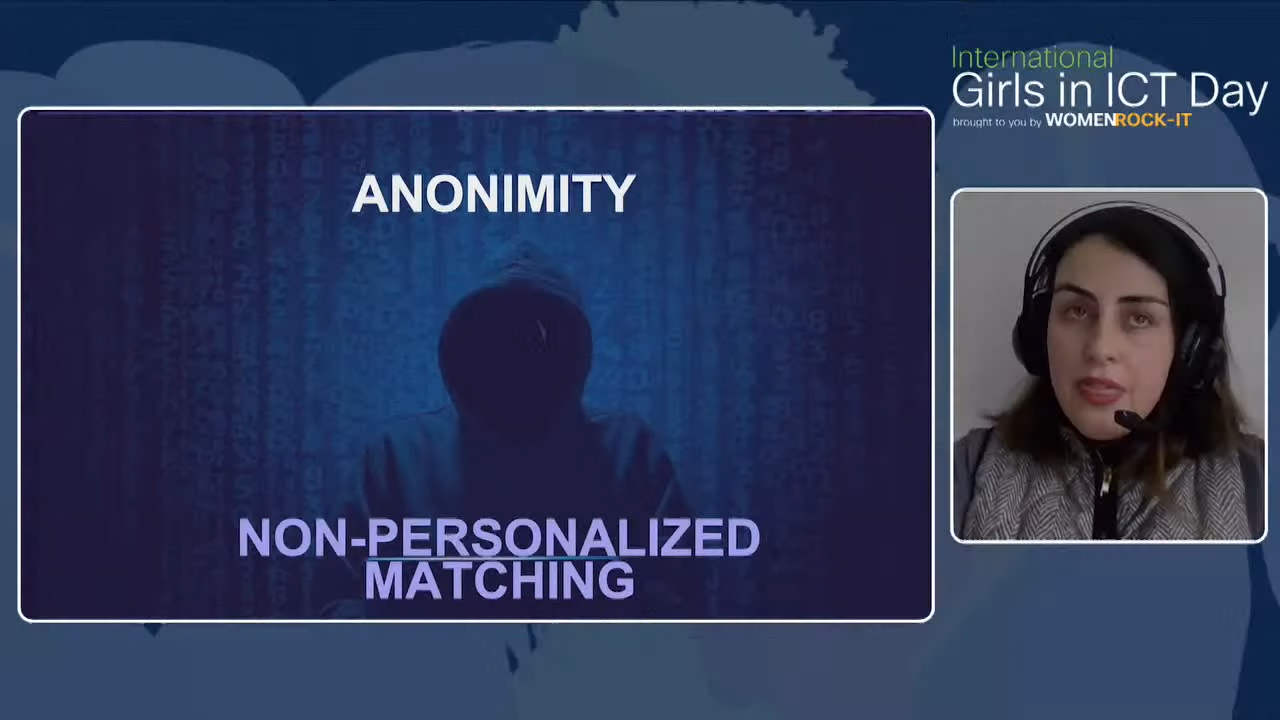 International
Girls in ICT Day
brought to you by WOMENROCK-IT
ANONIMITY
NON-PERSONALIZED
MATCHING